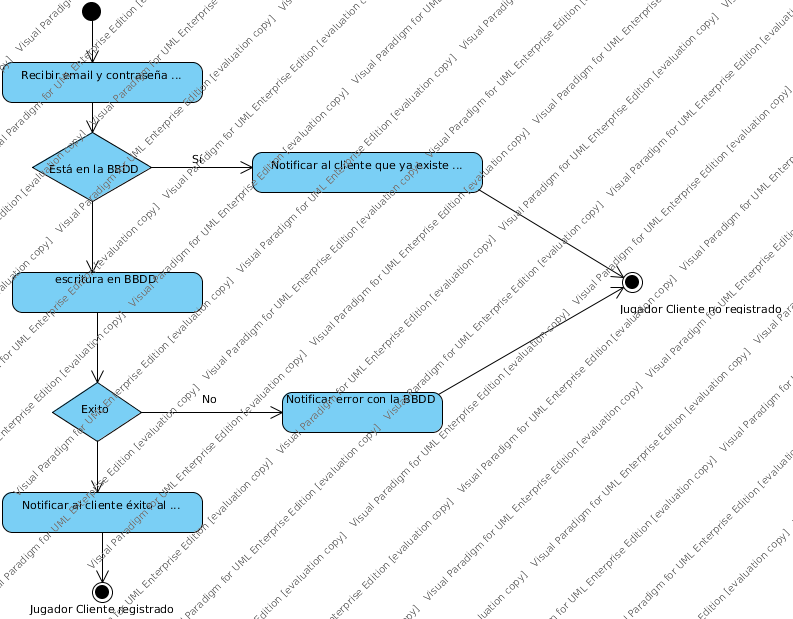 Recibir email y contraseña ...
Está en la BBDD
Sí
Notificar al cliente que ya existe ...
escritura en BBDD
Jugador Cliente no registrado
Exito
No
Notificar error con la BBDD
Notificar al cliente éxito al ...
Jugador Cliente registrado
Visual Paradigm for UML Enterprise Edition [evaluation copy]